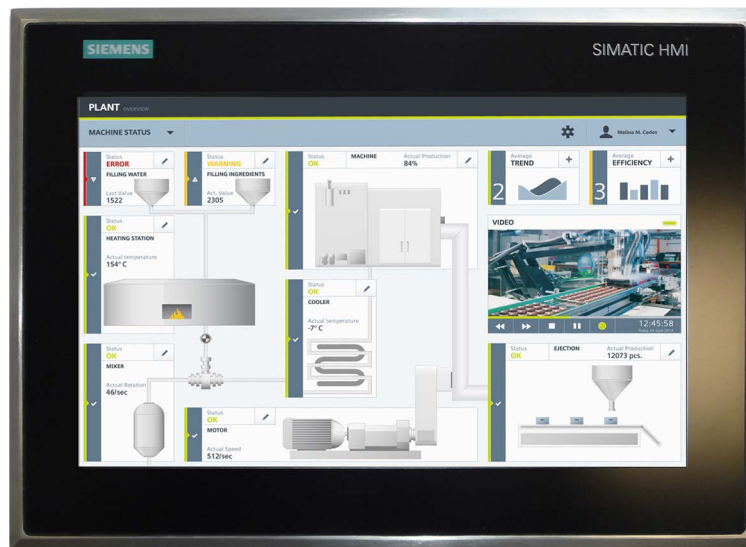 SIEMENS
SIMATIC HMI
PLANT OVERVIEW
MACHINE STATUS
Melina M. Cortes
Status
ERROR
FILLING WATER
Last Value
1522
Status
WARNING
FILLING INGREDIENTS
Act. Value
2305
Status
OK
MACHINE
Actual Production
84%
Average
TREND
2
Average
EFFICIENCY
3
Status
OK
HEATING STATION
Actual temperature
154° C
VIDEO
12:45:58
Status
OK
COOLER
Actual temperature
-7° C
Status
OK
MIXER
Actual Rotation
46/sec
Status
OK
MOTOR
Actual Speed
512/sec
Status
OK
EJECTION
Actual Production
12073 pcs.